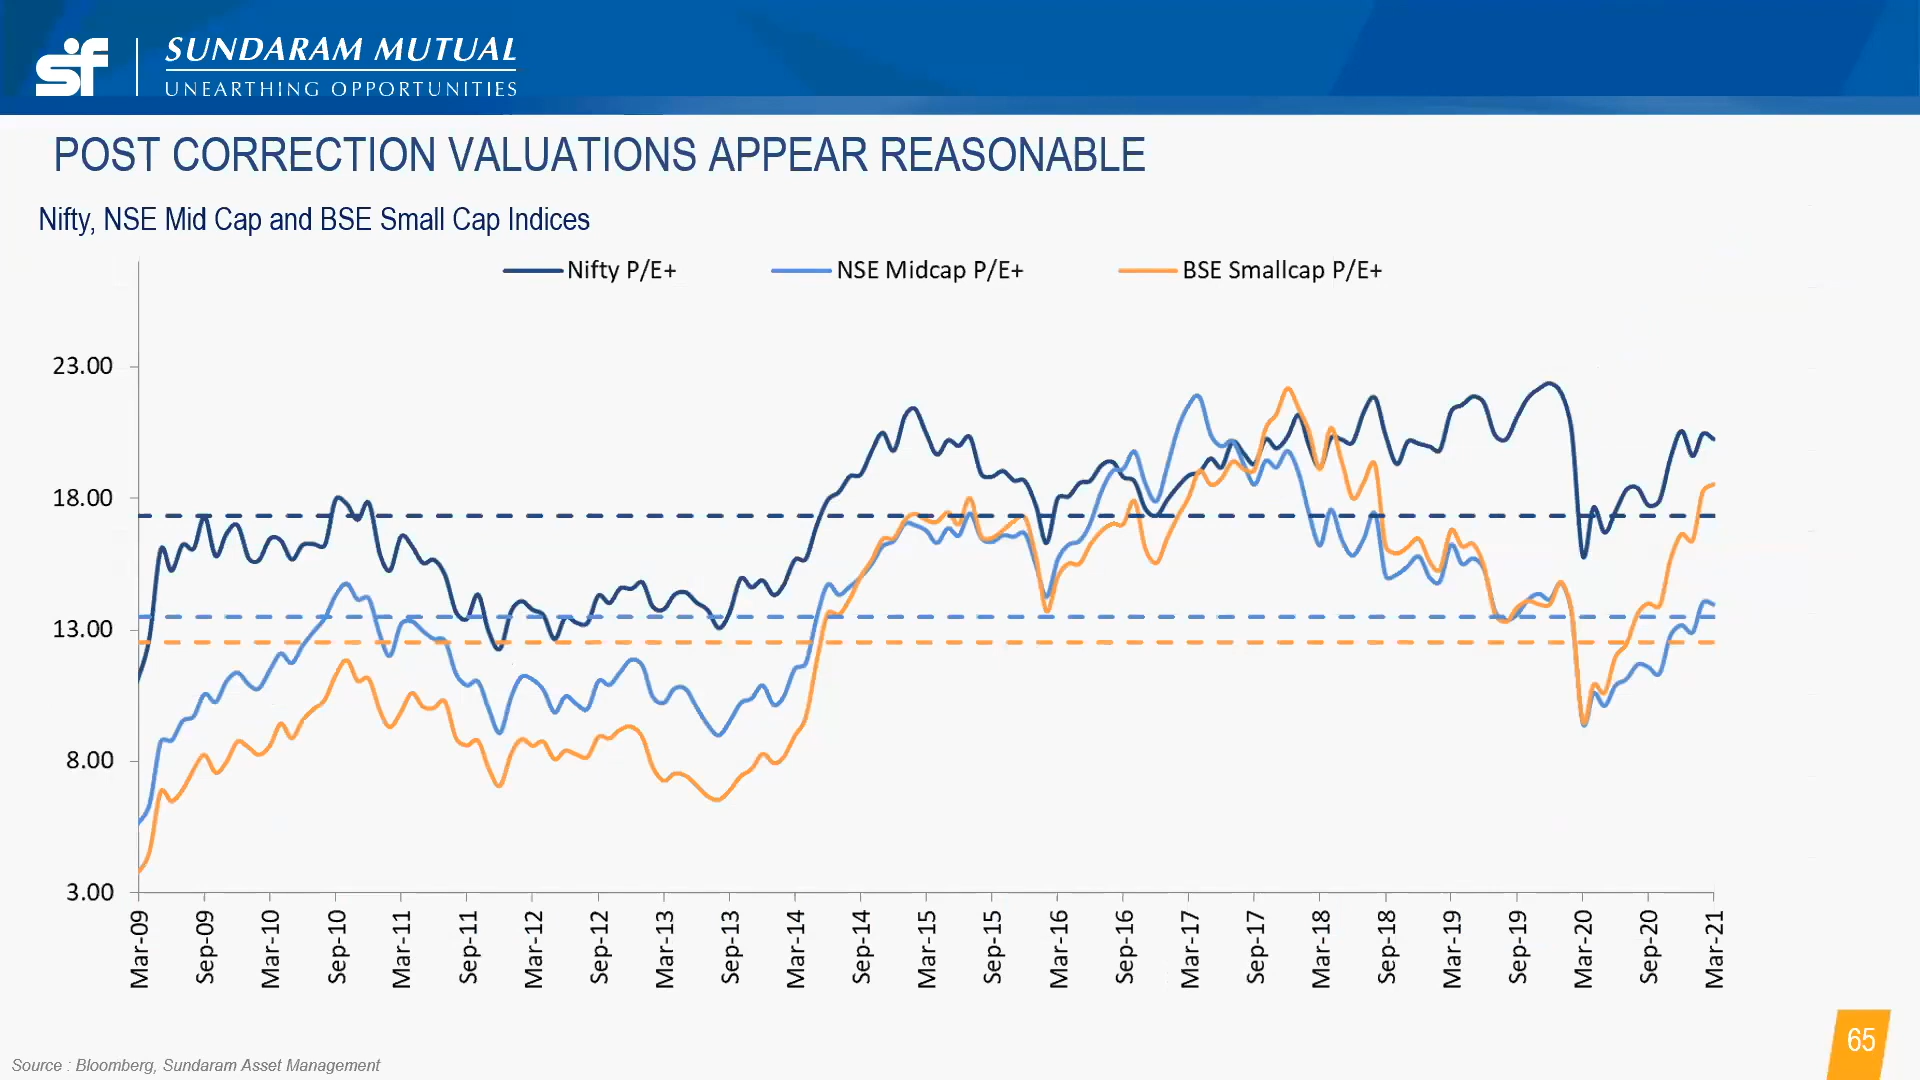 sf
SUNDARAM MUTUAL
UNEARTHING OPPORTUNITIES
POST CORRECTION VALUATIONS APPEAR REASONABLE
Nifty, NSE Mid Cap and BSE Small Cap Indices
Nifty P/E+ NSE Midcap P/E+ BSE Smallcap P/E+
23.00
18.00
13.00
8.00
3.00
Mar-09 Sep-09 Mar-10 Sep-10 Mar-11 Sep-11 Mar-12 Sep-12 Mar-13 Sep-13 Mar-14 Sep-14 Mar-15 Sep-15 Mar-16 Sep-16 Mar-17 Sep-17 Mar-18 Sep-18 Mar-19 Sep-19 Mar-20 Sep-20 Mar-21
65
Source : Bloomberg, Sundaram Asset Management